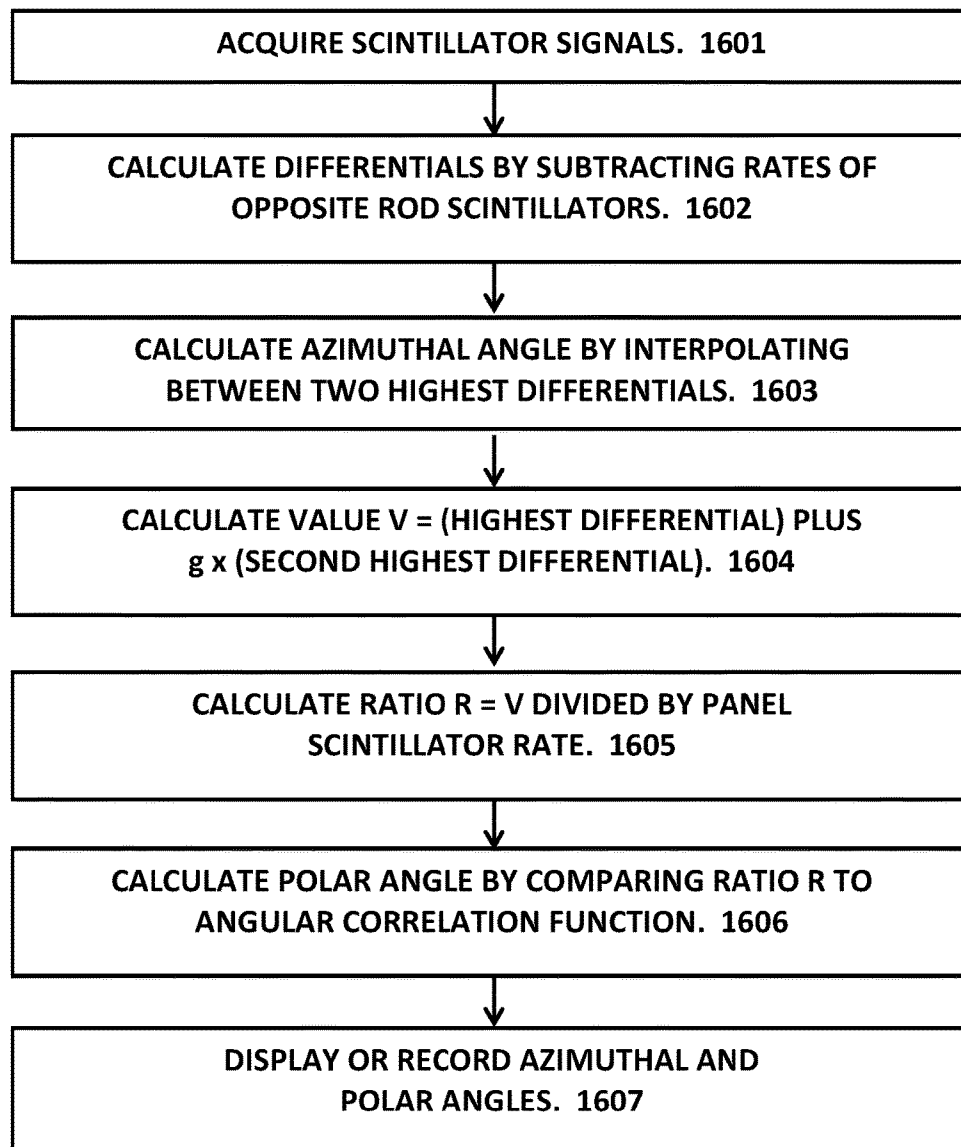 ACQUIRE SCINTILLATOR SIGNALS. 1601
CALCULATE DIFFERENTIALS BY SUBTRACTING RATES OF
OPPOSITE ROD SCINTILLATORS. 1602
CALCULATE AZIMUTHAL ANGLE BY INTERPOLATING
BETWEEN TWO HIGHEST DIFFERENTIALS. 1603
CALCULATE VALUE V = (HIGHEST DIFFERENTIAL) PLUS
g x (SECOND HIGHEST DIFFERENTIAL). 1604
CALCULATE RATIO R = V DIVIDED BY PANEL
SCINTILLATOR RATE. 1605
CALCULATE POLAR ANGLE BY COMPARING RATIO R TO
ANGULAR CORRELATION FUNCTION. 1606
DISPLAY OR RECORD AZIMUTHAL AND
POLAR ANGLES. 1607